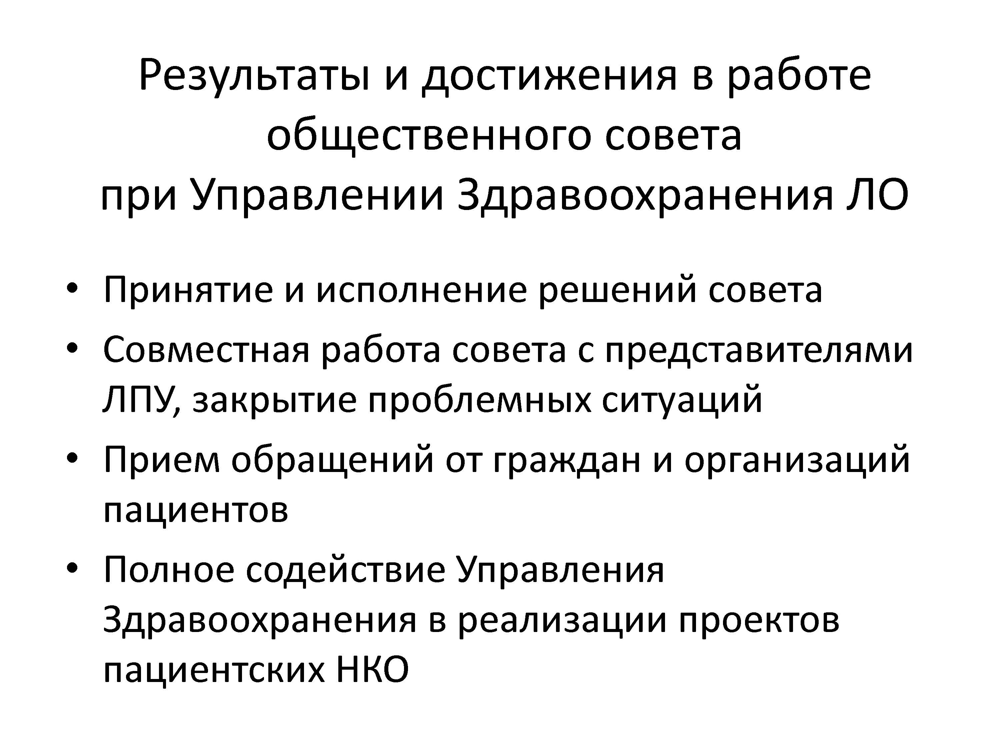 Результаты и достижения в работе
общественного совета
при Управлении Здравоохранения ЛО
• Принятие и исполнение решений совета
• Совместная работа совета с представителями
ЛПУ, закрытие проблемных ситуаций
• Прием обращений от граждан и организаций
пациентов
• Полное содействие Управления
Здравоохранения в реализации проектов
пациентских НКО